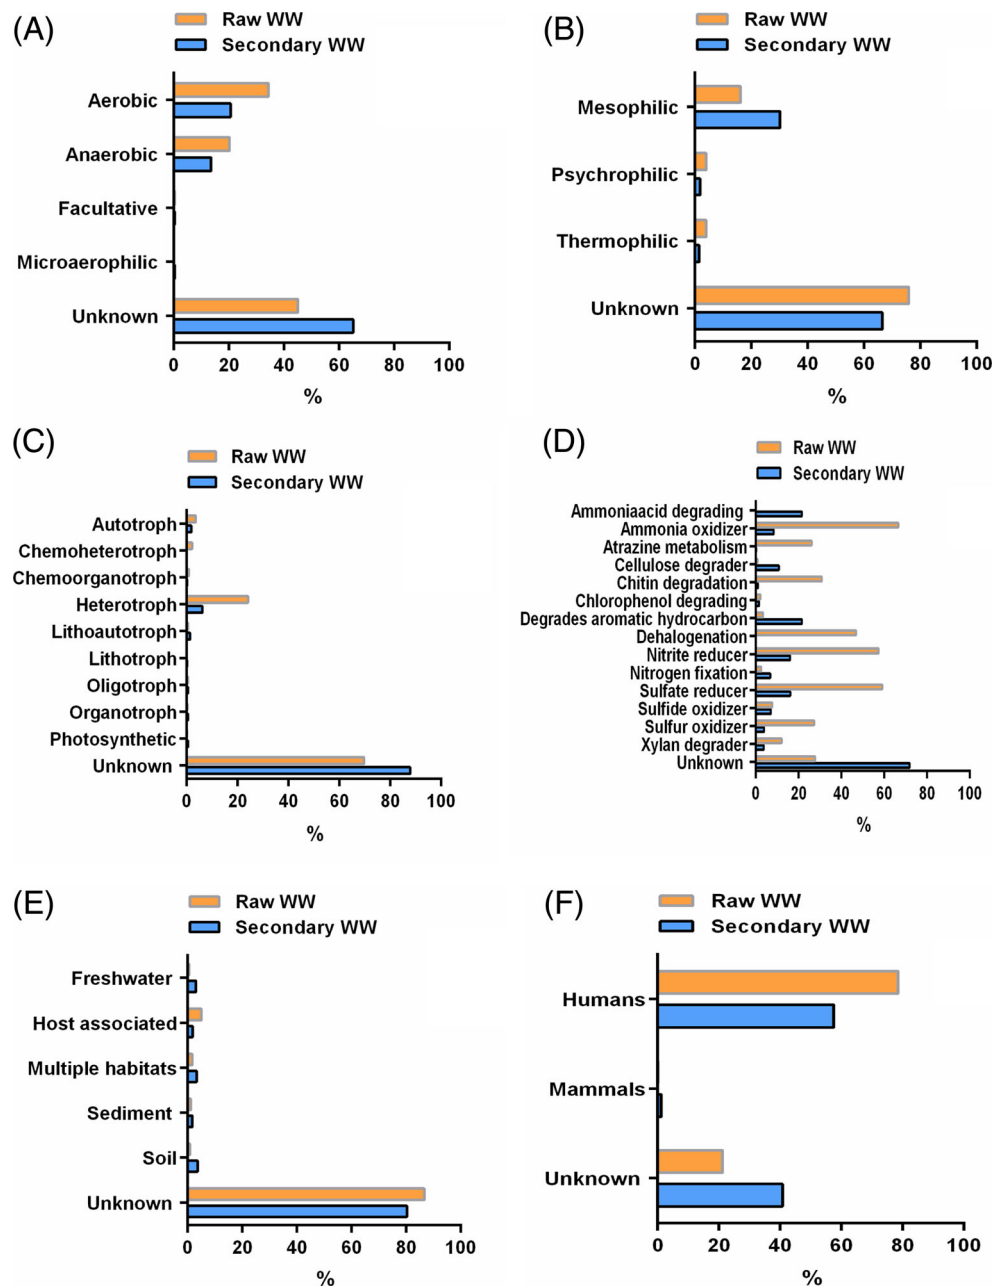 (A)
Raw WW
Secondary WW
Aerobic
Anaerobic
Facultative
Microaerophilic
Unknown
0 20 40 60 80 100
%
(B)
Raw WW
Secondary WW
Mesophilic
Psychrophilic
Thermophilic
Unknown
0 20 40 60 80 100
%
(C)
Raw WW
Secondary WW
Autotroph
Chemoheterotroph
Chemoorganotroph
Heterotroph
Lithoautotroph
Lithotroph
Oligotroph
Organotroph
Photosynthetic
Unknown
0 20 40 60 80 100
%
(D)
Raw WW
Secondary WW
Ammoniaacid degrading
Ammonia oxidizer
Atrazine metabolism
Cellulose degrader
Chitin degradation
Chlorophenol degrading
Degrades aromatic hydrocarbon
Dehalogenation
Nitrite reducer
Nitrogen fixation
Sulfate reducer
Sulfide oxidizer
Sulfur oxidizer
Xylan degrader
Unknown
0 20 40 60 80 100
%
(E)
Raw WW
Secondary WW
Freshwater
Host associated
Multiple habitats
Sediment
Soil
Unknown
0 20 40 60 80 100
%
(F)
Raw WW
Secondary WW
Humans
Mammals
Unknown
0 20 40 60 80 100
%